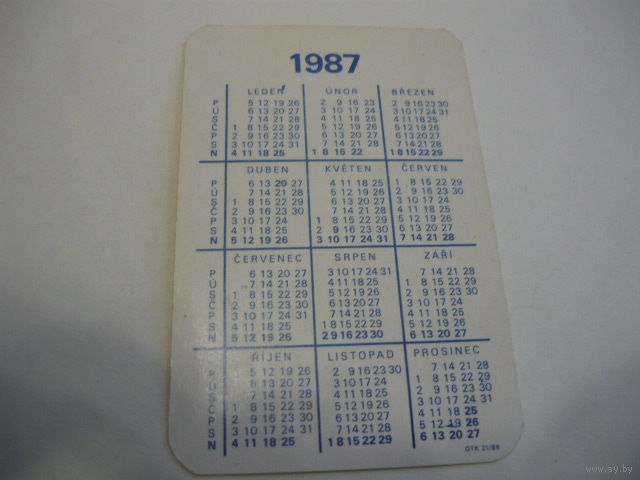 1987
LEDEN ÚNOR BŘEZEN
P 5 12 19 26 2 9 16 23 2 9 16 23 30
Ú 6 13 20 27 3 10 17 24 3 10 17 24 31
S 7 14 21 28 4 11 18 25 4 11 18 25
Č 1 8 15 22 29 5 12 19 26 5 12 19 26
P 2 9 16 23 30 6 13 20 27 6 13 20 27
S 3 10 17 24 31 7 14 21 28 7 14 21 28
N 4 11 18 25 1 8 15 22 1 8 15 22 29
DUBEN KVĚTEN ČERVEN
P 6 13 20 27 4 11 18 25 1 8 15 22 29
Ú 7 14 21 28 5 12 19 26 2 9 16 23 30
S 1 8 15 22 29 6 13 20 27 3 10 17 24
Č 2 9 16 23 30 7 14 21 28 4 11 18 25
P 3 10 17 24 1 8 15 22 29 5 12 19 26
S 4 11 18 25 2 9 16 23 30 6 13 20 27
N 5 12 19 26 3 10 17 24 31 7 14 21 28
ČERVENEC SRPEN ZÁŘÍ
P 6 13 20 27 3 10 17 24 31 7 14 21 28
Ú 7 14 21 28 4 11 18 25 1 8 15 22 29
S 1 8 15 22 29 5 12 19 26 2 9 16 23 30
Č 2 9 16 23 30 6 13 20 27 3 10 17 24
P 3 10 17 24 31 7 14 21 28 4 11 18 25
S 4 11 18 25 1 8 15 22 29 5 12 19 26
N 5 12 19 26 2 9 16 23 30 6 13 20 27
ŘÍJEN LISTOPAD PROSINEC
P 5 12 19 26 2 9 16 23 30 7 14 21 28
Ú 6 13 20 27 3 10 17 24 1 8 15 22 29
S 7 14 21 28 4 11 18 25 2 9 16 23 30
Č 1 8 15 22 29 5 12 19 26 3 10 17 24 31
P 2 9 16 23 30 6 13 20 27 4 11 18 25
S 3 10 17 24 31 7 14 21 28 5 12 19 26
N 4 11 18 25 1 8 15 22 29 6 13 20 27
OTK 21/86
www.ay.by